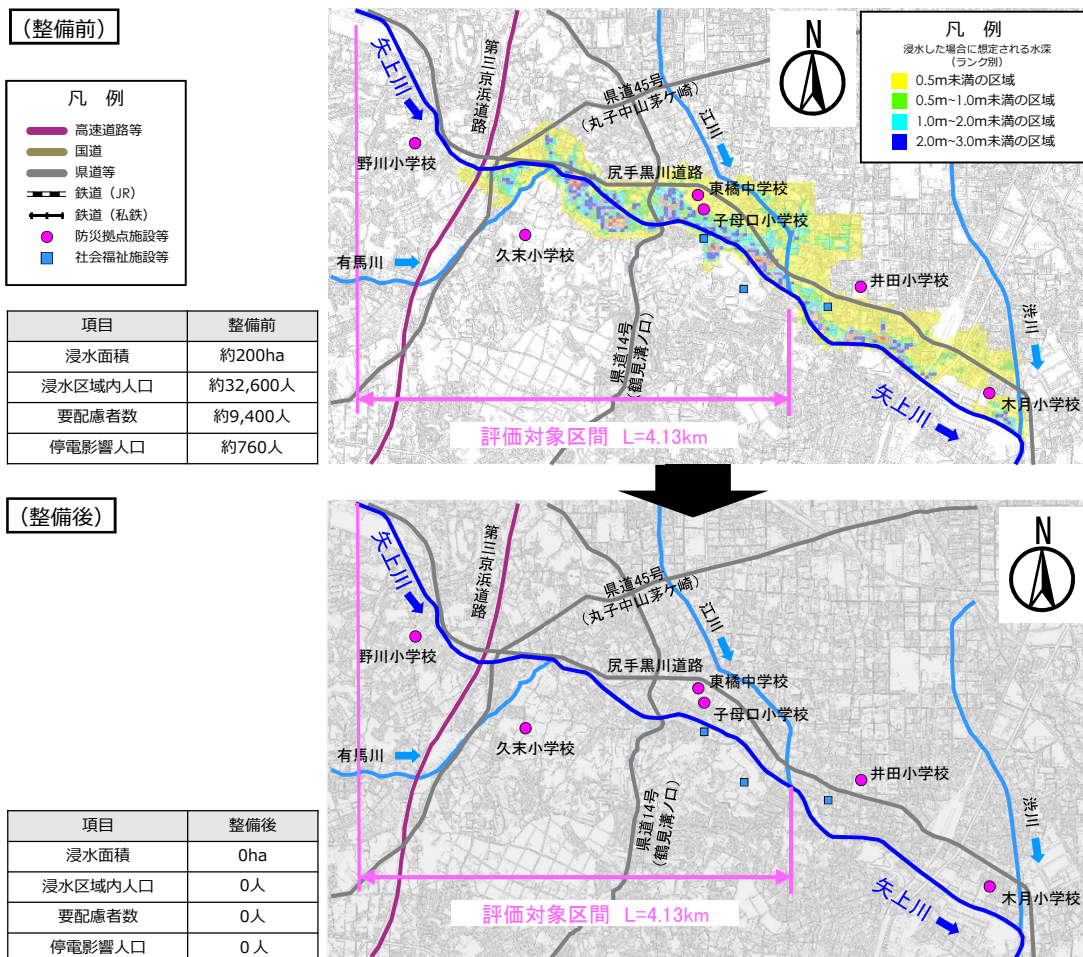 (整備前)
凡　例
高速道路等
国道
県道等
鉄道（JR）
鉄道（私鉄）
防災拠点施設等
社会福祉施設等
項目 整備前
浸水面積 約200ha
浸水区域内人口 約32,600人
要配慮者数 約9,400人
停電影響人口 約760人
矢上川
第三京浜道路
県道45号
（丸子中山茅ケ崎）
江川
N
凡　例
浸水した場合に想定される水深
（ランク別）
0.5m未満の区域
0.5m~1.0m未満の区域
1.0m~2.0m未満の区域
2.0m~3.0m未満の区域
野川小学校
尻手黒川道路
東橘中学校
子母口小学校
久末小学校
有馬川
井田小学校
渋川
県道14号
（鶴見溝ノ口）
矢上川
木月小学校
評価対象区間 L=4.13km
(整備後)
項目 整備後
浸水面積 0ha
浸水区域内人口 0人
要配慮者数 0人
停電影響人口 0 人
矢上川
第三京浜道路
県道45号
（丸子中山茅ケ崎）
江川
N
野川小学校
尻手黒川道路
東橘中学校
子母口小学校
久末小学校
有馬川
井田小学校
渋川
県道14号
（鶴見溝ノ口）
矢上川
木月小学校
評価対象区間 L=4.13km